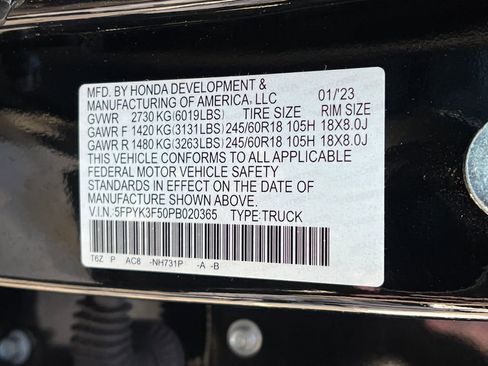 MFD. BY HONDA DEVELOPMENT &
MANUFACTURING OF AMERICA, LLC 01/'23
GVWR 2730 KG(6019LBS) TIRE SIZE RIM SIZE
GAWR F 1420 KG(3131LBS) 245/60R18 105H 18X8.0J
GAWR R 1480 KG(3263LBS) 245/60R18 105H 18X8.0J
THIS VEHICLE CONFORMS TO ALL APPLICABLE
FEDERAL MOTOR VEHICLE SAFETY
STANDARDS IN EFFECT ON THE DATE OF
MANUFACTURE SHOWN ABOVE.
V.I.N.:5FPYK3F50PB020365 TYPE:TRUCK
T6Z P AC8 -NH731P -A -B